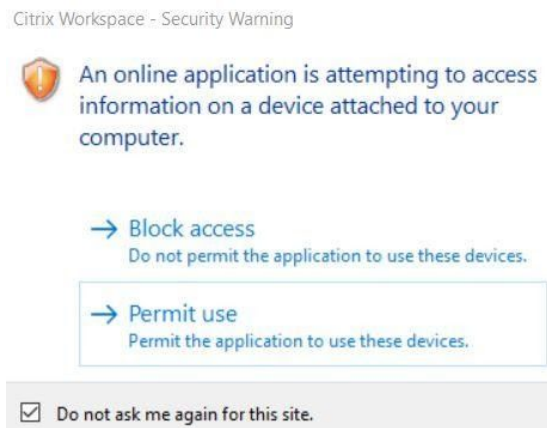 Citrix Workspace - Security Warning
An online application is attempting to access
information on a device attached to your
computer.
Block access
Do not permit the application to use these devices.
Permit use
Permit the application to use these devices.
Do not ask me again for this site.